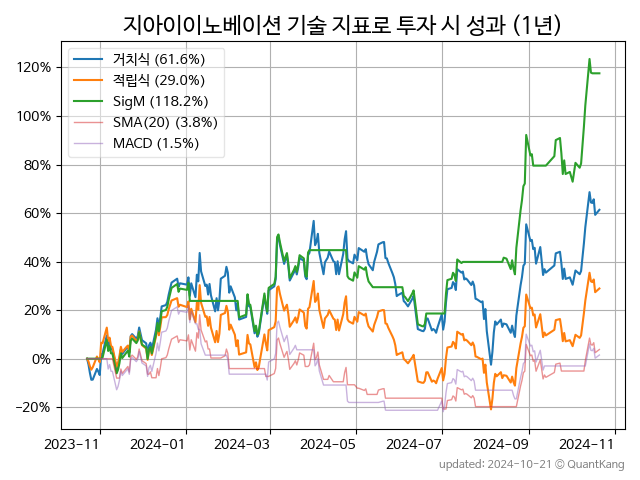 지아이이노베이션 기술 지표로 투자 시 성과 (1년)
거치식 (61.6%)
적립식 (29.0%)
SigM (118.2%)
SMA(20) (3.8%)
MACD (1.5%)
120%
100%
80%
60%
40%
20%
0%
−20%
2023-11 2024-01 2024-03 2024-05 2024-07 2024-09 2024-11
updated: 2024-10-21 © QuantKang